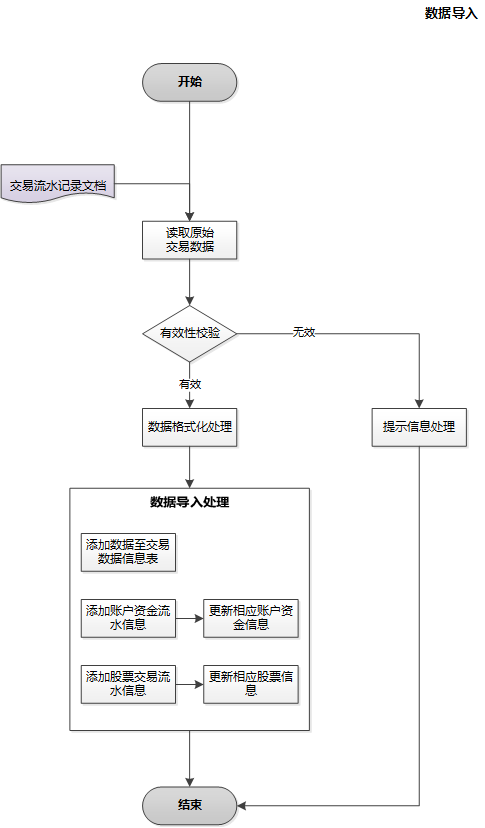 数据导入
开始
交易流水记录文档
读取原始
交易数据
有效性校验
无效
有效
数据格式化处理
提示信息处理
数据导入处理
添加数据至交易
数据信息表
添加账户资金流
水信息
更新相应账户资
金信息
添加股票交易流
水信息
更新相应股票信
息
结束